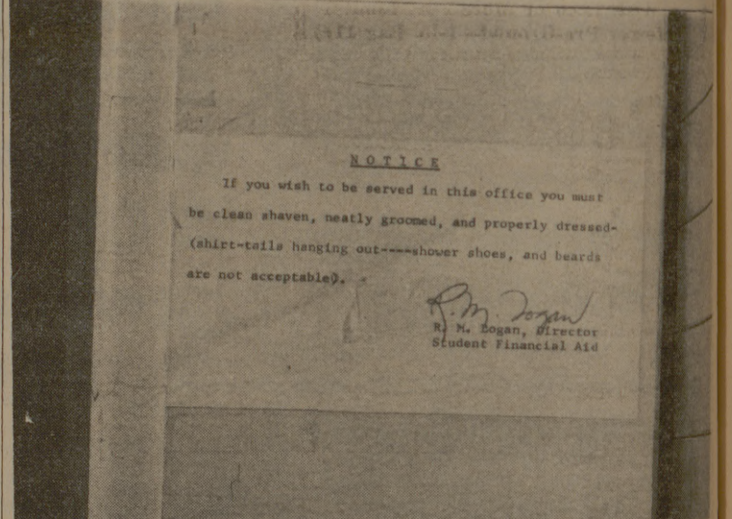 NOTICE
If you wish to be served in this office you must
be clean shaven, neatly groomed, and properly dressed-
(shirt-tails hanging out----shower shoes, and beards
are not acceptable).
R. M. Logan
R. M. Logan, Director
Student Financial Aid